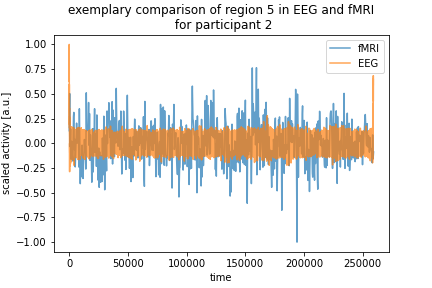 exemplary comparison of region 5 in EEG and fMRI
for participant 2
1.00
0.75
0.50
0.25
0.00
−0.25
−0.50
−0.75
−1.00
scaled activity [a.u.]
fMRI
EEG
0
50000
100000
150000
200000
250000
time